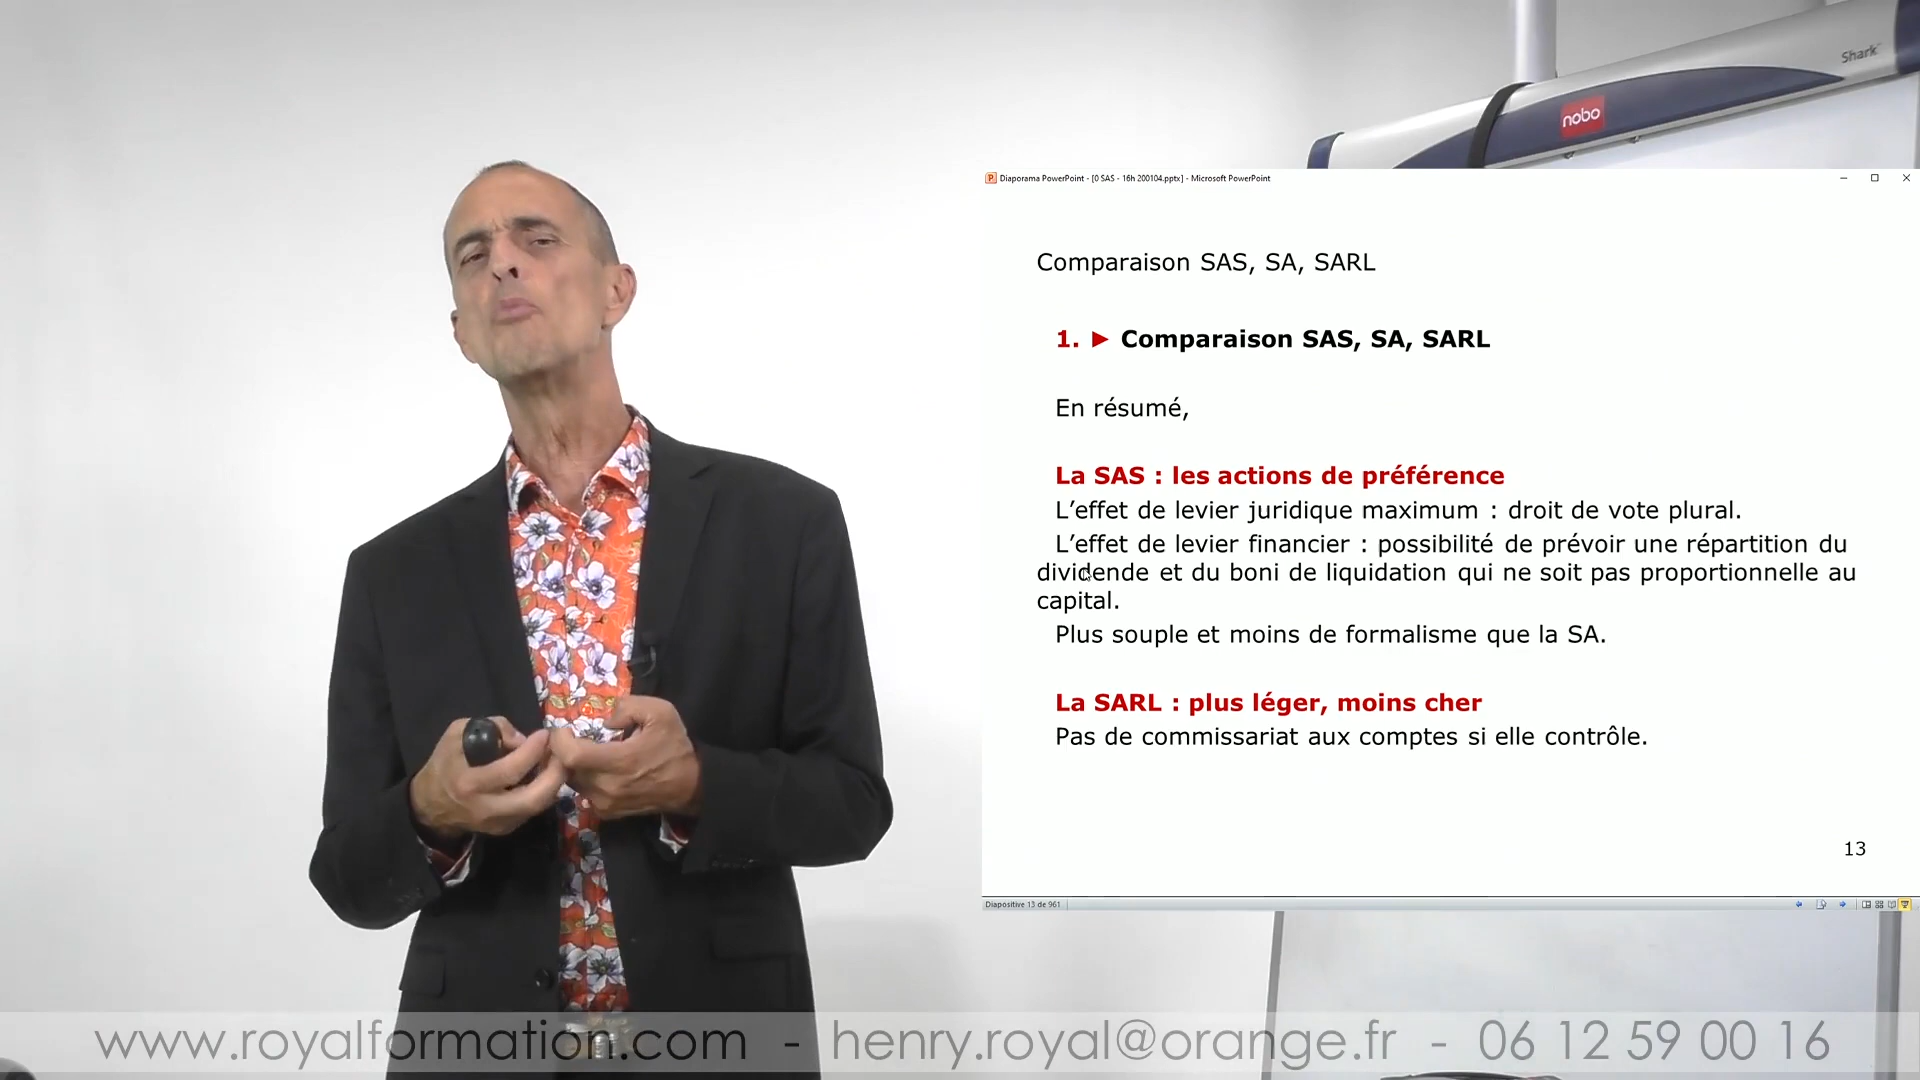 Shark
nobo
Diaporama PowerPoint - [0 SAS - 16h 200104.pptx] - Microsoft PowerPoint
Comparaison SAS, SA, SARL
1. ► Comparaison SAS, SA, SARL
En résumé,
La SAS : les actions de préférence
L’effet de levier juridique maximum : droit de vote plural.
L’effet de levier financier : possibilité de prévoir une répartition du
dividende et du boni de liquidation qui ne soit pas proportionnelle au
capital.
Plus souple et moins de formalisme que la SA.
La SARL : plus léger, moins cher
Pas de commissariat aux comptes si elle contrôle.
13
Diapositive 13 de 961
www.royalformation.com - henry.royal@orange.fr - 06 12 59 00 16